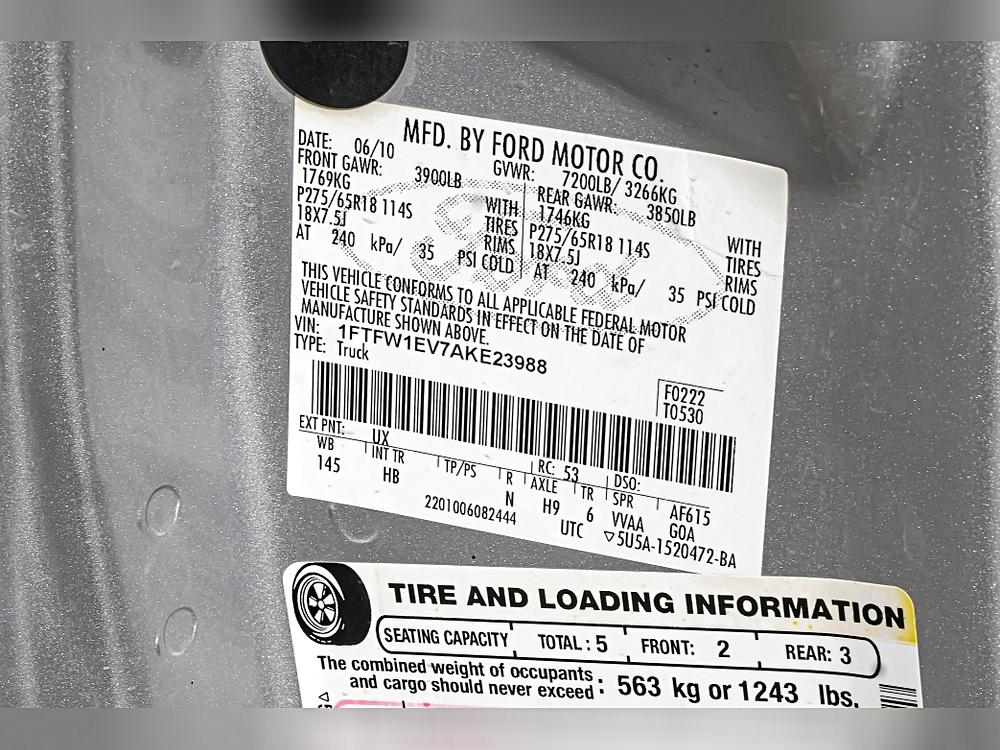 MFD. BY FORD MOTOR CO.
DATE: 06/10 GVWR: 7200LB/ 3266KG
FRONT GAWR: 3900LB REAR GAWR: 3850LB
1769KG WITH 1746KG WITH
P275/65R18 114S TIRES P275/65R18 114S TIRES
18X7.5J RIMS 18X7.5J RIMS
AT 240 kPa/ 35 PSI COLD AT 240 kPa/ 35 PSI COLD
Ford
THIS VEHICLE CONFORMS TO ALL APPLICABLE FEDERAL MOTOR
VEHICLE SAFETY STANDARDS IN EFFECT ON THE DATE OF
MANUFACTURE SHOWN ABOVE.
VIN: 1FTFW1EV7AKE23988
TYPE: Truck
F0222
T0530
EXT PNT: UX RC: 53 DSO:
WB INT TR TP/PS R AXLE TR SPR AF615
145 HB N H9 6 VVAA GOA
2201006082444 UTC ▽5U5A-1520472-BA
TIRE AND LOADING INFORMATION
SEATING CAPACITY TOTAL: 5 FRONT: 2 REAR: 3
The combined weight of occupants
and cargo should never exceed: 563 kg or 1243 lbs.